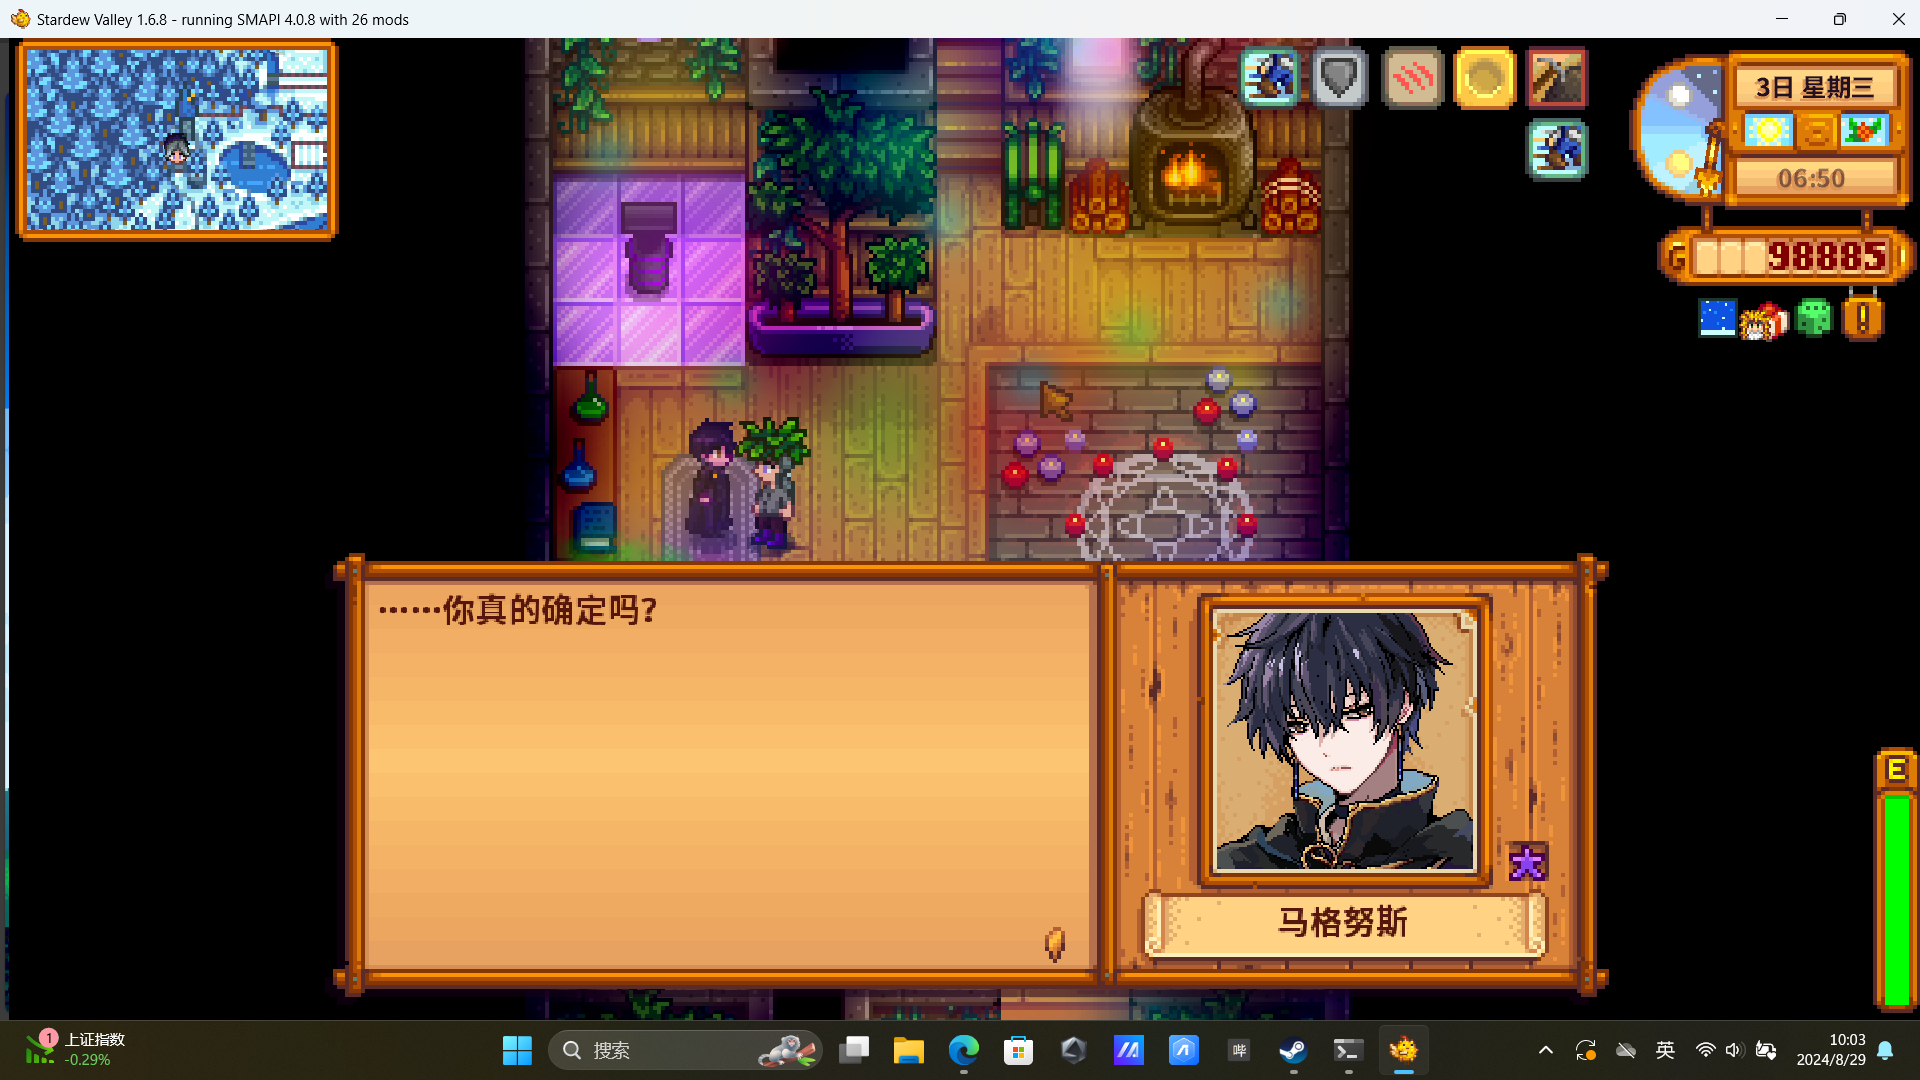 Stardew Valley 1.6.8 - running SMAPI 4.0.8 with 26 mods
3日 星期三
06:50
G 98885
……你真的确定吗?
马格努斯
E
1
上证指数
-0.29%
搜索
哔
英
10:03
2024/8/29